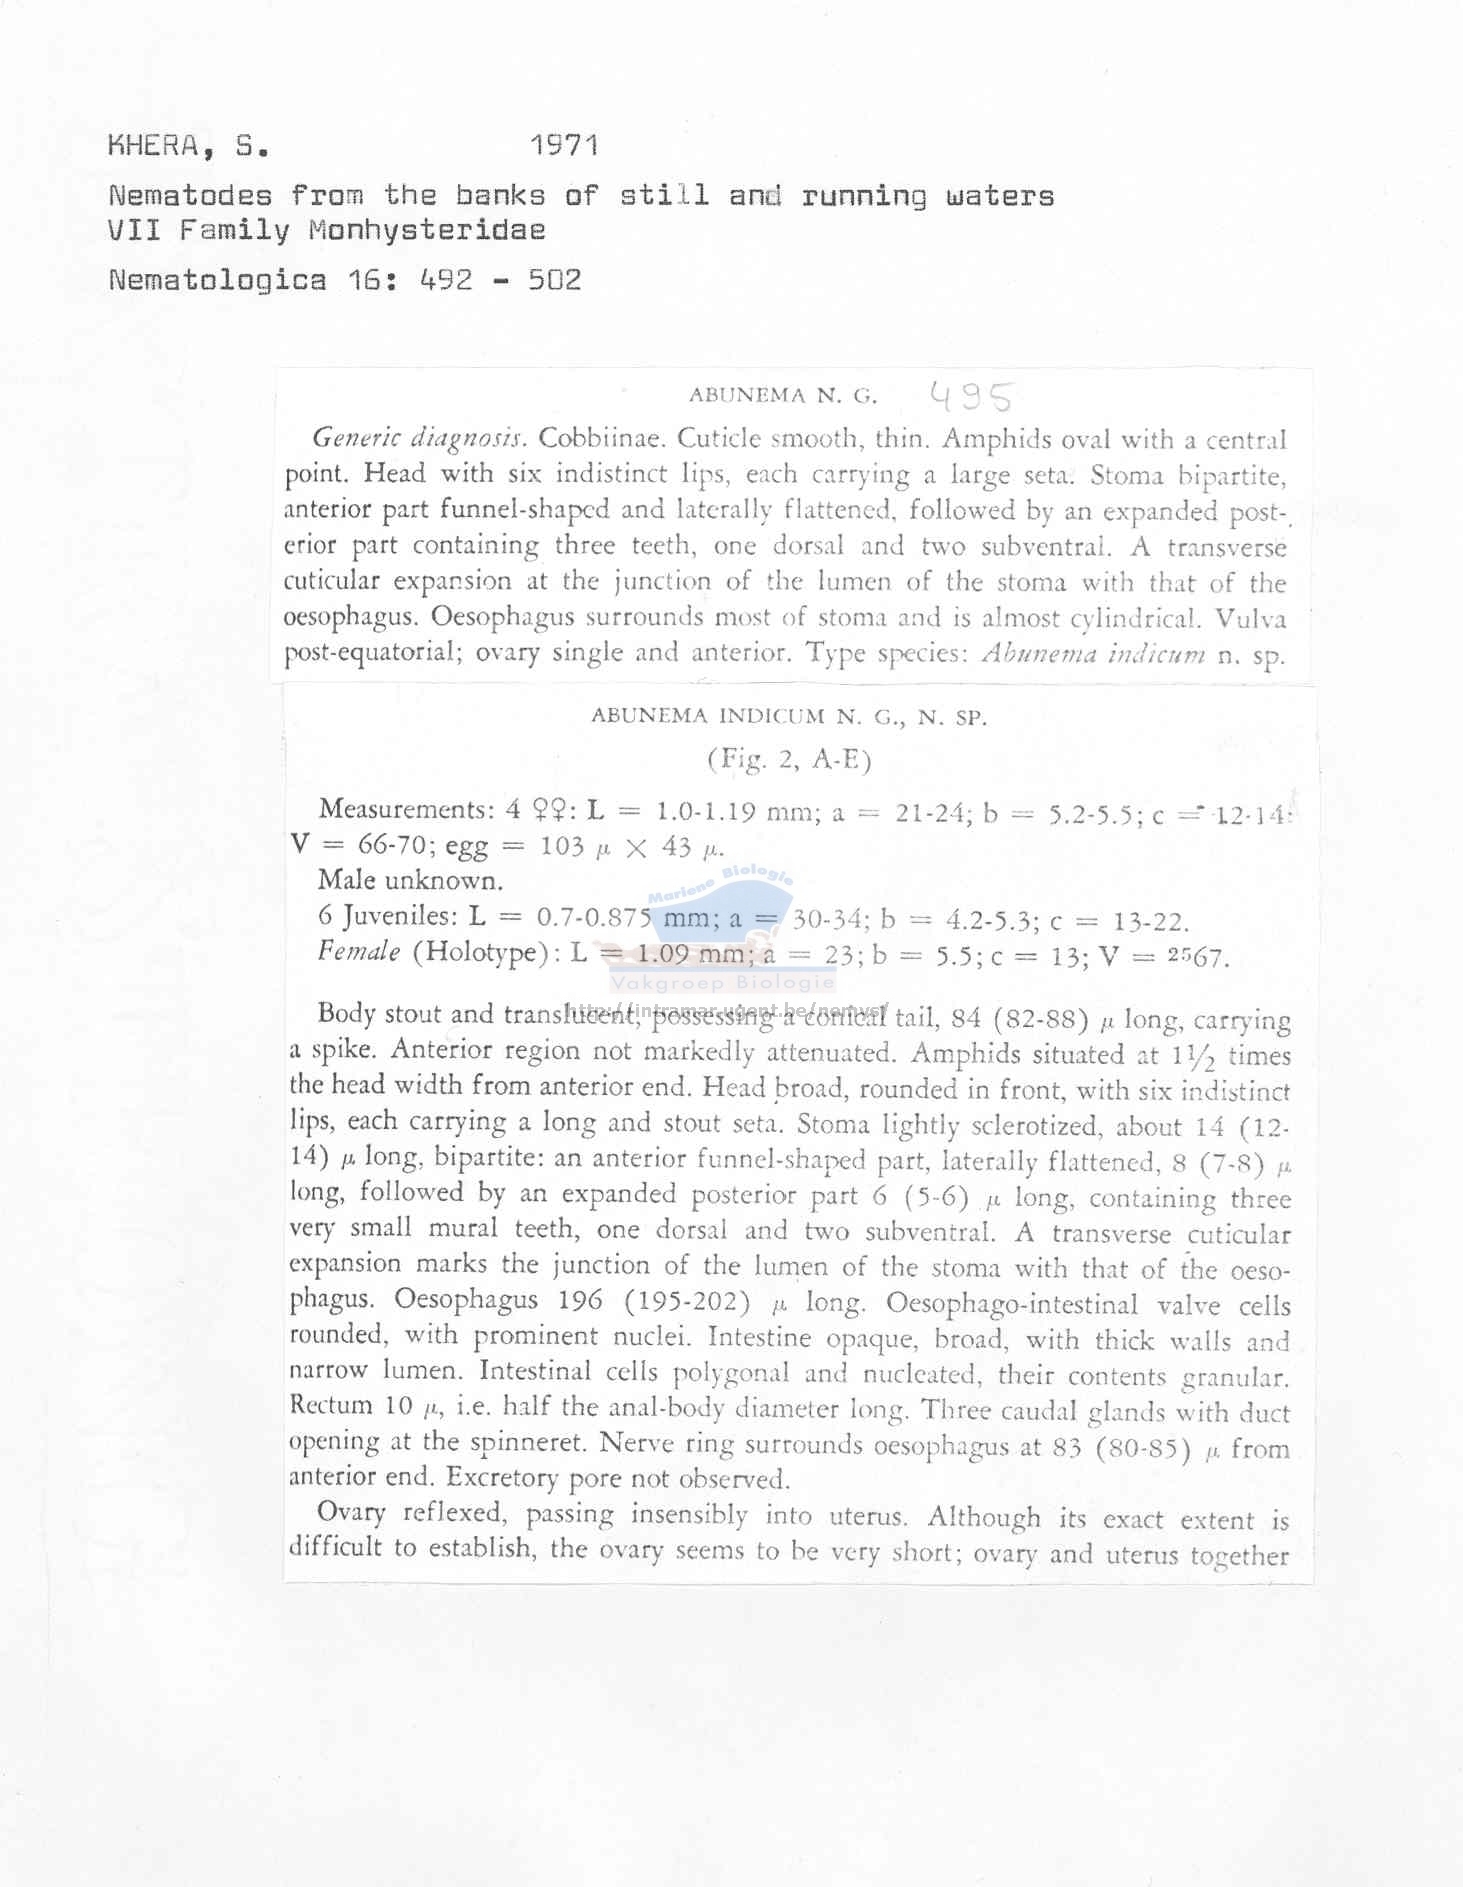 KHERA, S. 1971
Nematodes from the banks of still and running waters
VII Family Monhysteridae
Nematologica 16: 492 - 502
ABUNEMA N. G. 495
Generic diagnosis. Cobbiinae. Cuticle smooth, thin. Amphids oval with a central
point. Head with six indistinct lips, each carrying a large seta. Stoma bipartite,
anterior part funnel-shaped and laterally flattened, followed by an expanded post-
erior part containing three teeth, one dorsal and two subventral. A transverse
cuticular expansion at the junction of the lumen of the stoma with that of the
oesophagus. Oesophagus surrounds most of stoma and is almost cylindrical. Vulva
post-equatorial; ovary single and anterior. Type species: Abunema indicum n. sp.
ABUNEMA INDICUM N. G., N. SP.
(Fig. 2, A-E)
Measurements: 4 ♀♀: L = 1.0-1.19 mm; a = 21-24; b = 5.2-5.5; c = 12-14;
V = 66-70; egg = 103 μ × 43 μ.
Mariene Biologie
Male unknown.
6 Juveniles: L = 0.7-0.875 mm; a = 30-34; b = 4.2-5.3; c = 13-22.
Female (Holotype): L = 1.09 mm; a = 23; b = 5.5; c = 13; V = 2567.
Vakgroep Biologie
http://intramar.ugent.be/nemys/
Body stout and translucent, possessing a conical tail, 84 (82-88) μ long, carrying
a spike. Anterior region not markedly attenuated. Amphids situated at 1½ times
the head width from anterior end. Head broad, rounded in front, with six indistinct
lips, each carrying a long and stout seta. Stoma lightly sclerotized, about 14 (12-
14) μ long, bipartite: an anterior funnel-shaped part, laterally flattened, 8 (7-8) μ
long, followed by an expanded posterior part 6 (5-6) μ long, containing three
very small mural teeth, one dorsal and two subventral. A transverse cuticular
expansion marks the junction of the lumen of the stoma with that of the oeso-
phagus. Oesophagus 196 (195-202) μ long. Oesophago-intestinal valve cells
rounded, with prominent nuclei. Intestine opaque, broad, with thick walls and
narrow lumen. Intestinal cells polygonal and nucleated, their contents granular.
Rectum 10 μ, i.e. half the anal-body diameter long. Three caudal glands with duct
opening at the spinneret. Nerve ring surrounds oesophagus at 83 (80-85) μ from
anterior end. Excretory pore not observed.
Ovary reflexed, passing insensibly into uterus. Although its exact extent is
difficult to establish, the ovary seems to be very short; ovary and uterus together